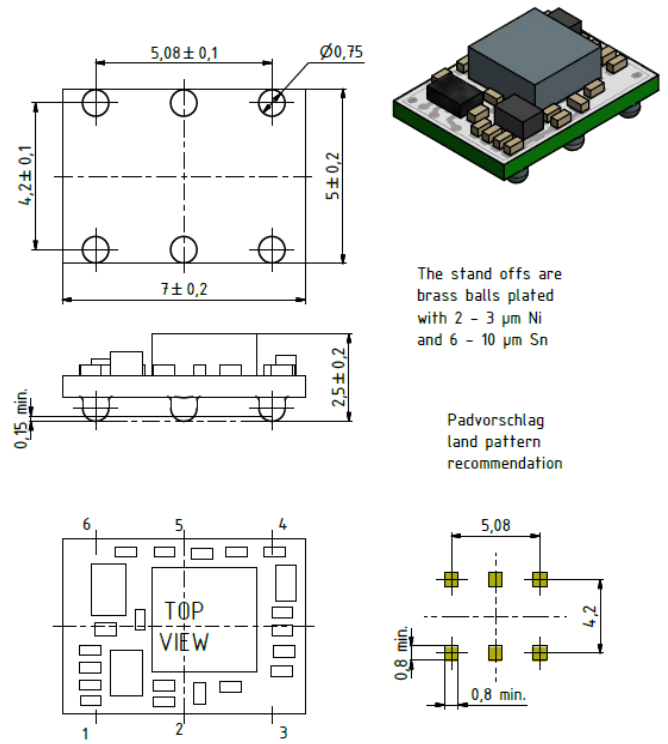 5,08± 0,1
Ø0,75
4,2± 0,1
5± 0,2
7± 0,2
The stand offs are
brass balls plated
with 2 - 3 µm Ni
and 6 - 10 µm Sn
2,5± 0,2
0,15 min.
Padvorschlag
land pattern
recommendation
6
5
4
TOP
VIEW
1
2
3
5,08
4,2
0,8 min.
0,8 min.